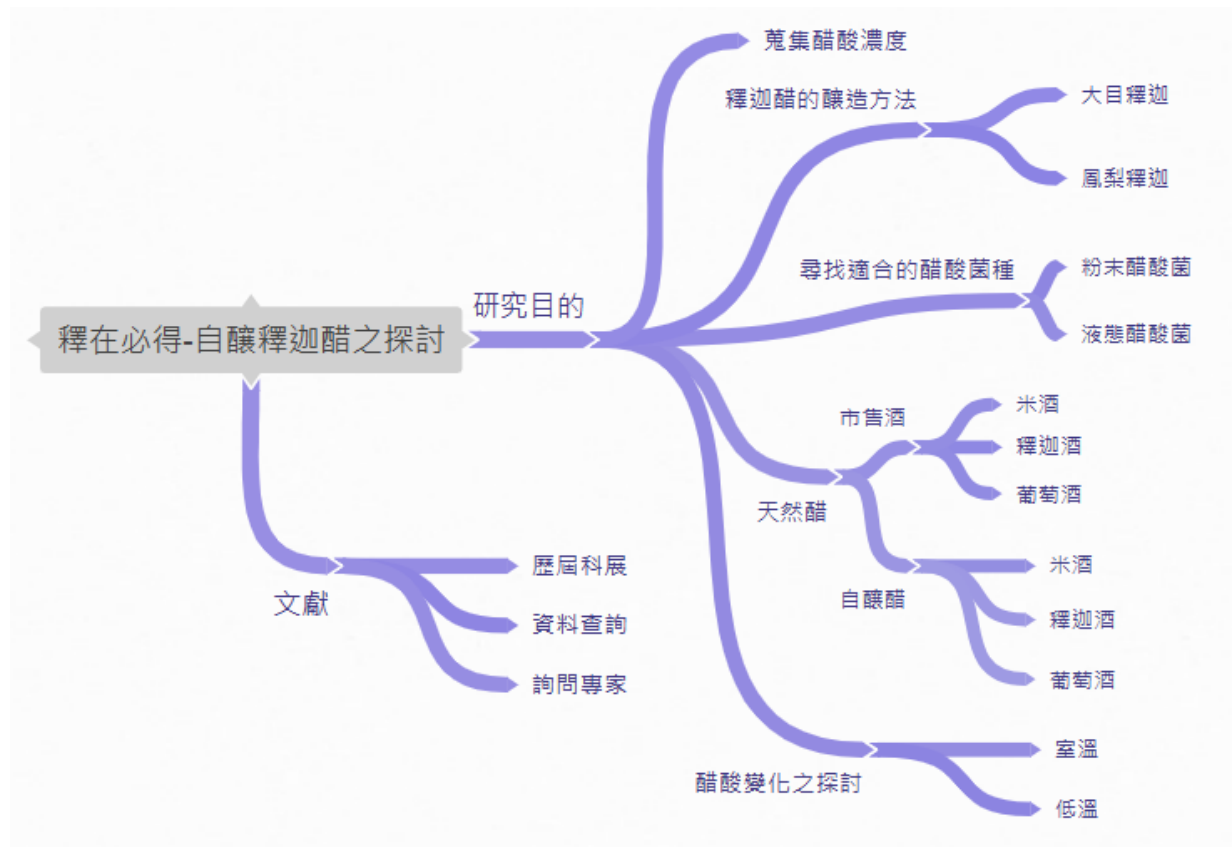 釋在必得-自釀釋迦醋之探討
研究目的
蒐集醋酸濃度
釋迦醋的釀造方法
大目釋迦
鳳梨釋迦
尋找適合的醋酸菌種
粉末醋酸菌
液態醋酸菌
天然醋
市售酒
米酒
釋迦酒
葡萄酒
自釀醋
米酒
釋迦酒
葡萄酒
醋酸變化之探討
室溫
低溫
文獻
歷屆科展
資料查詢
詢問專家